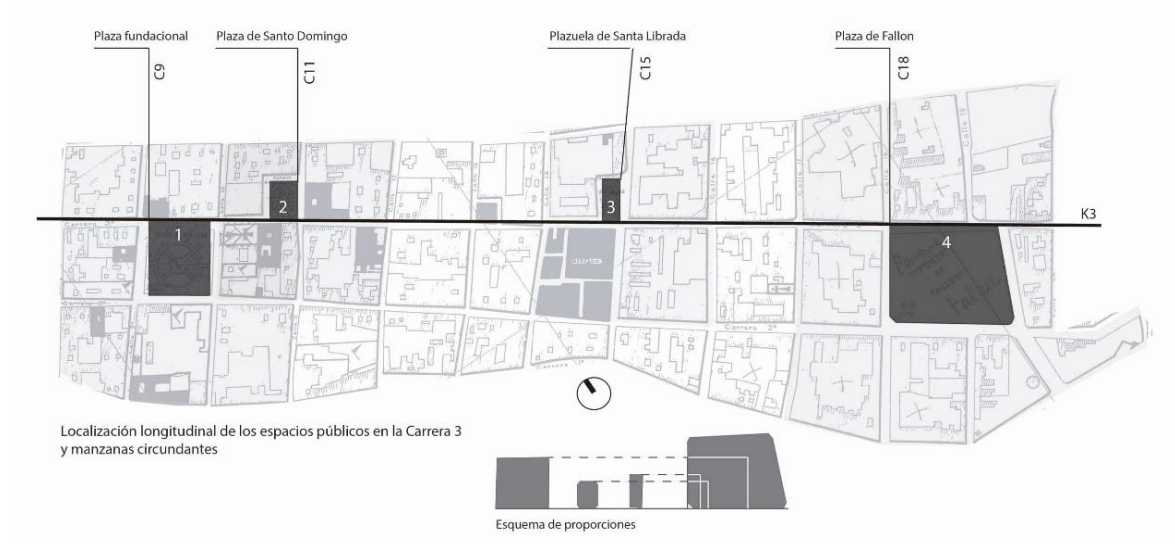 Plaza fundacional
Plaza de Santo Domingo
Plazuela de Santa Librada
Plaza de Fallon
C9
C11
C15
C18
2
3
K3
1
4
Carrera
Carrera 2ª
Localización longitudinal de los espacios públicos en la Carrera 3
y manzanas circundantes
Esquema de proporciones